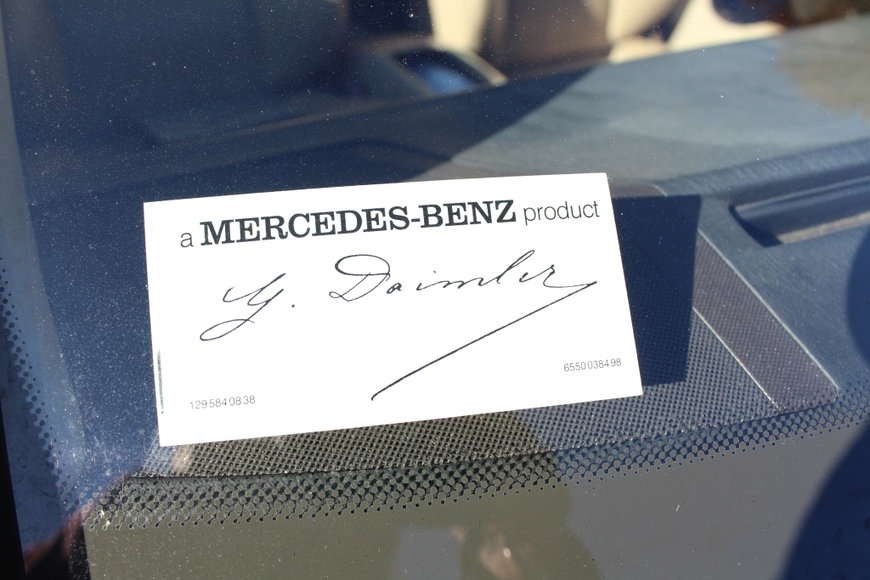 a MERCEDES-BENZ product
G. Daimler
1295840838
6550038498